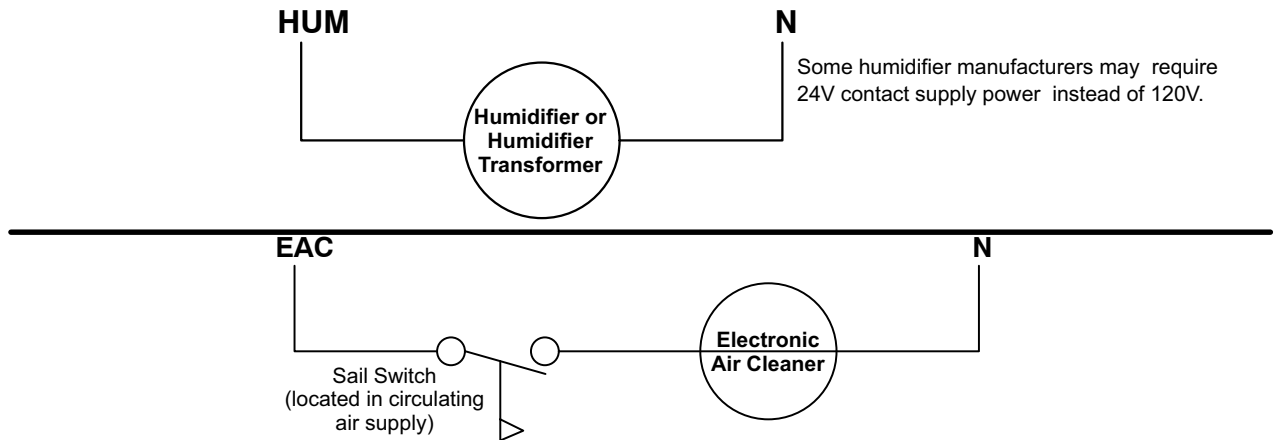 HUM
N
Some humidifier manufacturers may require
24V contact supply power instead of 120V.
Humidifier or
Humidifier
Transformer
EAC
N
Electronic
Air Cleaner
Sail Switch
(located in circulating
air supply)